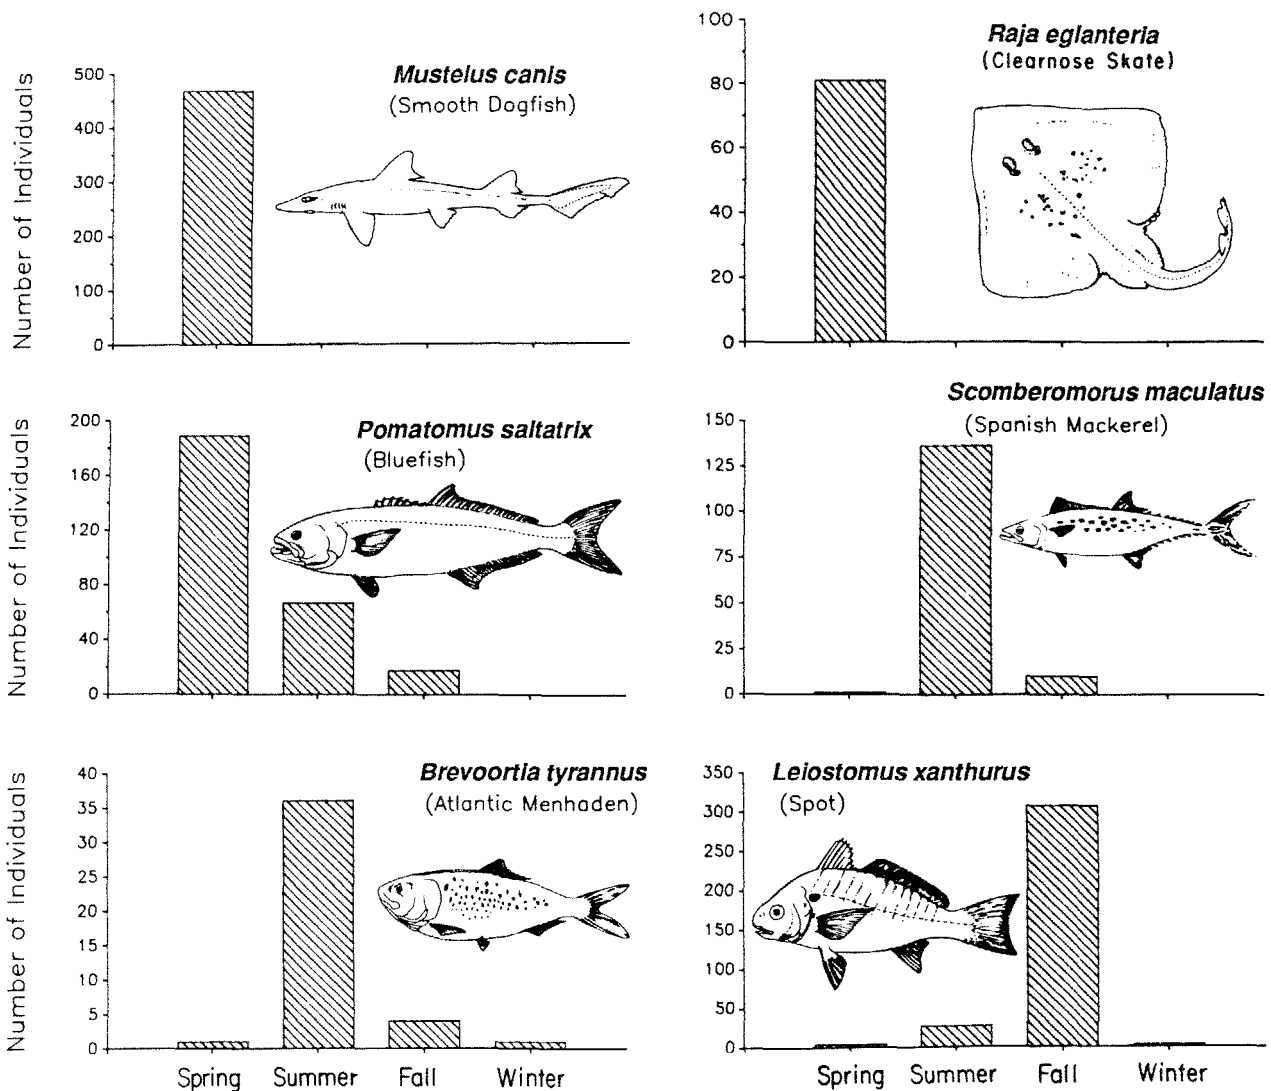 Mustelus canis
(Smooth Dogfish)
Number of Individuals
500
400
300
200
100
0
Raja eglanteria
(Clearnose Skate)
100
80
60
40
20
0
Pomatomus saltatrix
(Bluefish)
Number of Individuals
200
160
120
80
40
0
Scomberomorus maculatus
(Spanish Mackerel)
150
125
100
75
50
25
0
Brevoortia tyrannus
(Atlantic Menhaden)
Number of Individuals
40
35
30
25
20
15
10
5
0
Spring Summer Fall Winter
Leiostomus xanthurus
(Spot)
350
300
250
200
150
100
50
0
Spring Summer Fall Winter